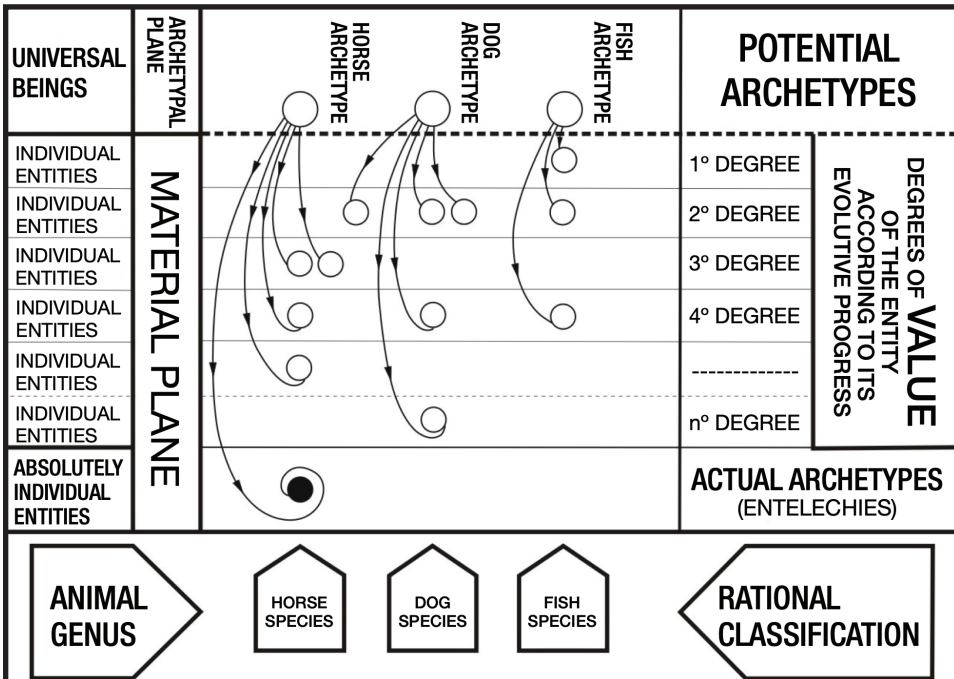 UNIVERSAL
BEINGS
ARCHETYPAL
PLANE
HORSE
ARCHETYPE
DOG
ARCHETYPE
FISH
ARCHETYPE
POTENTIAL
ARCHETYPES
INDIVIDUAL
ENTITIES
INDIVIDUAL
ENTITIES
INDIVIDUAL
ENTITIES
INDIVIDUAL
ENTITIES
INDIVIDUAL
ENTITIES
INDIVIDUAL
ENTITIES
MATERIAL PLANE
1º DEGREE
2º DEGREE
3º DEGREE
4º DEGREE
-------------
nº DEGREE
DEGREES OF VALUE
OF THE ENTITY
ACCORDING TO ITS
EVOLUTIVE PROGRESS
ABSOLUTELY
INDIVIDUAL
ENTITIES
ACTUAL ARCHETYPES
(ENTELECHIES)
ANIMAL
GENUS
HORSE
SPECIES
DOG
SPECIES
FISH
SPECIES
RATIONAL
CLASSIFICATION